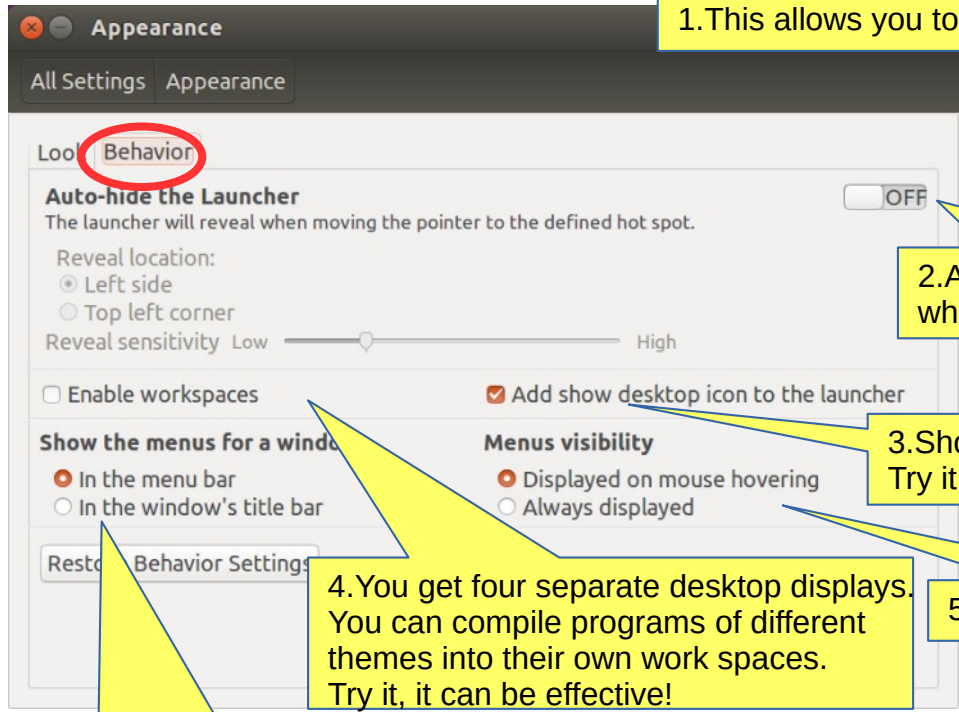 1.This allows you to
Appearance
All Settings Appearance
Look Behavior
Auto-hide the Launcher
OFF
The launcher will reveal when moving the pointer to the defined hot spot.
Reveal location:
Left side
Top left corner
Reveal sensitivity Low High
2.A
wh
Enable workspaces
Add show desktop icon to the launcher
3.Sho
Try it
Show the menus for a windo
In the menu bar
In the window's title bar
Menus visibility
Displayed on mouse hovering
Always displayed
Restore Behavior Settings
4.You get four separate desktop displays.
You can compile programs of different
themes into their own work spaces.
Try it, it can be effective!
5